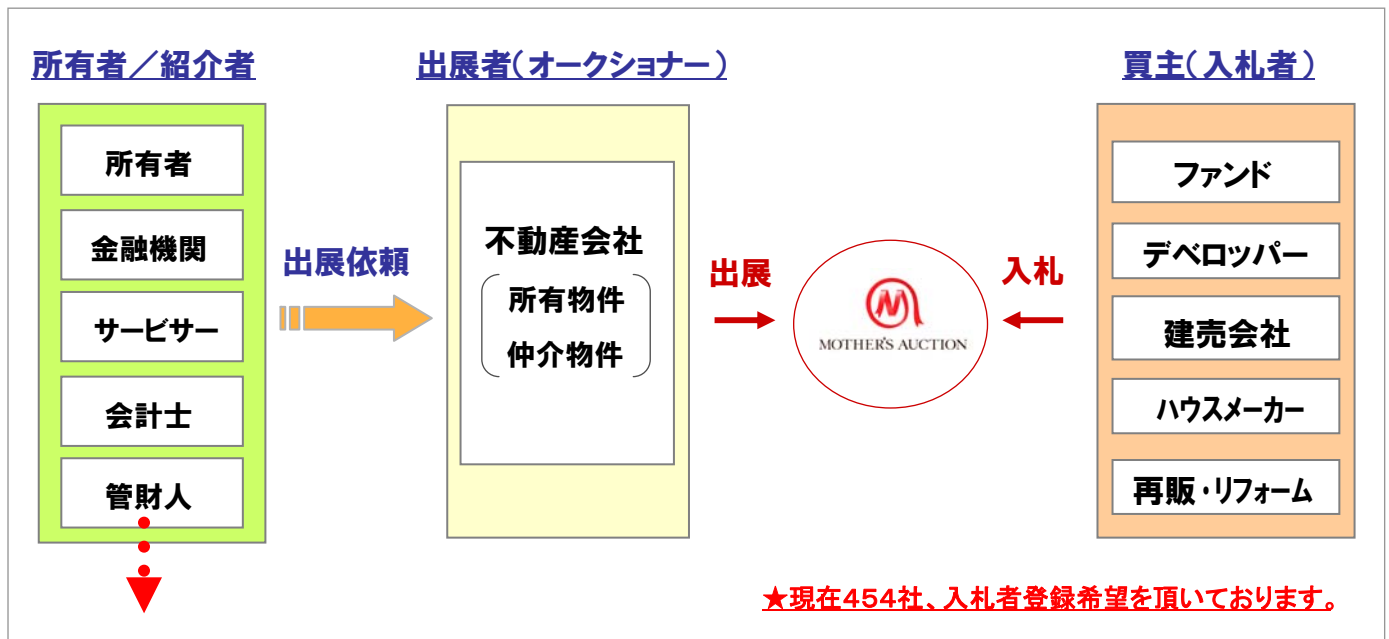 所有者／紹介者
所有者
金融機関
サービサー
会計士
管財人
出展依頼
出展者(オークショナー)
不動産会社
所有物件
仲介物件
出展
MOTHER'S AUCTION
入札
買主(入札者)
ファンド
デベロッパー
建売会社
ハウスメーカー
再販・リフォーム
★現在454社、入札者登録希望を頂いております。